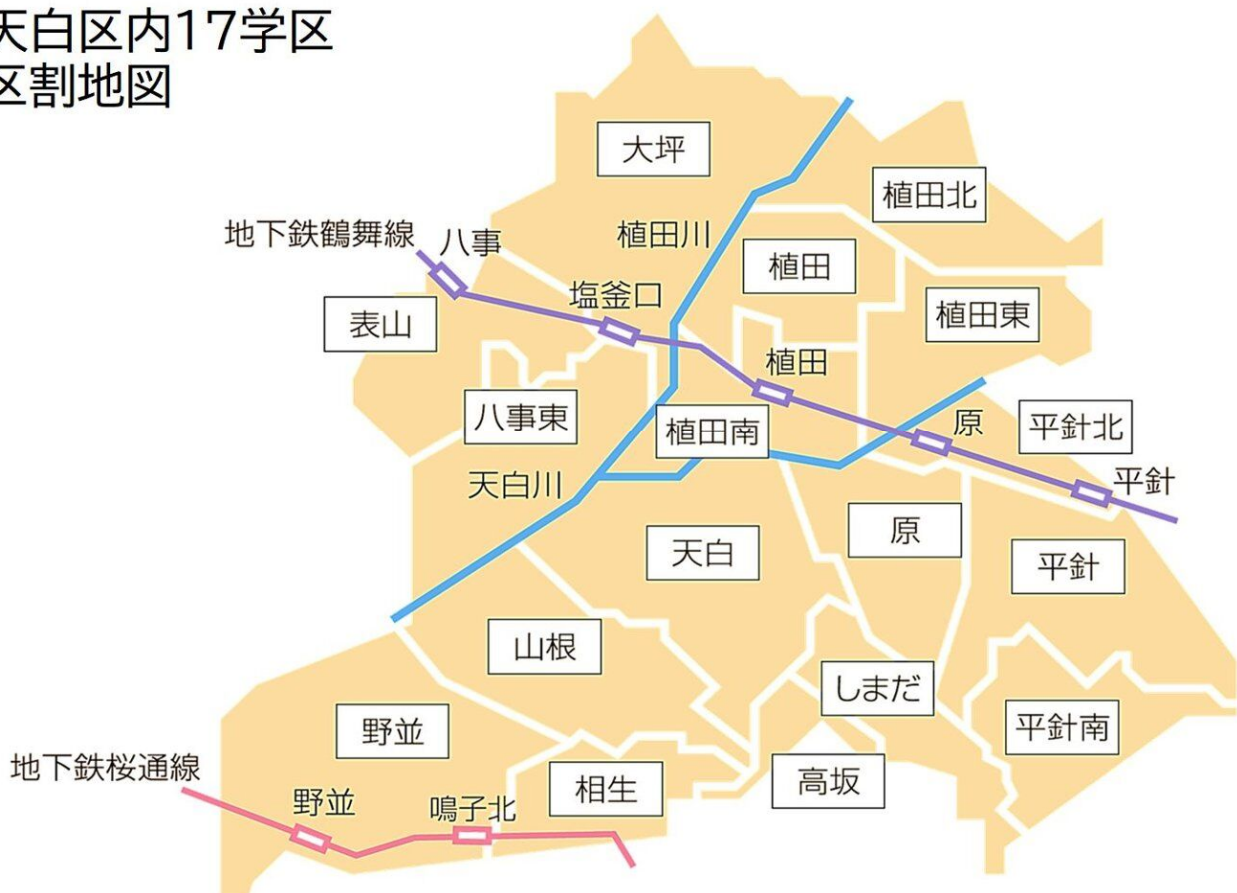 天白区内17学区
区割地図
大坪
植田北
地下鉄鶴舞線
八事
植田川
植田
塩釜口
表山
植田東
植田
八事東
植田南
原
平針北
天白川
平針
原
天白
平針
山根
しまだ
野並
平針南
地下鉄桜通線
相生
高坂
野並
鳴子北